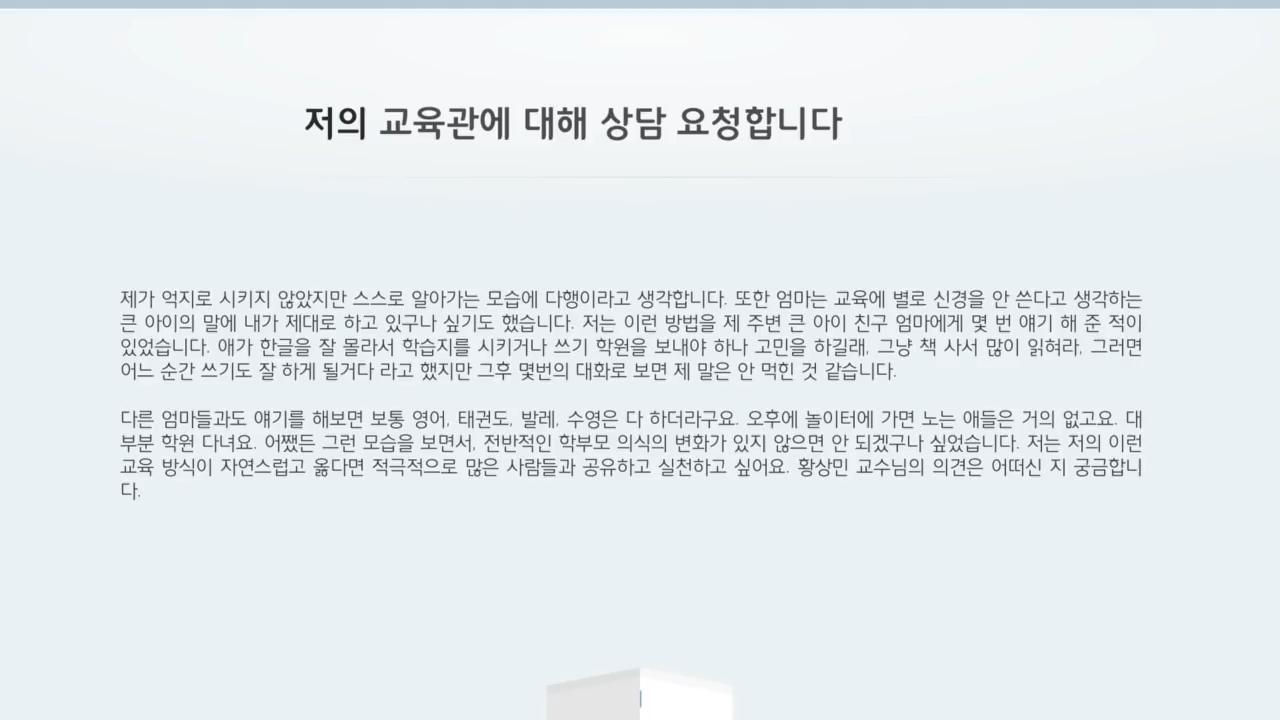 저의 교육관에 대해 상담 요청합니다
제가 억지로 시키지 않았지만 스스로 알아가는 모습에 다행이라고 생각합니다. 또한 엄마는 교육에 별로 신경을 안 쓴다고 생각하는
큰 아이의 말에 내가 제대로 하고 있구나 싶기도 했습니다. 저는 이런 방법을 제 주변 큰 아이 친구 엄마에게 몇 번 얘기 해 준 적이
있었습니다. 애가 한글을 잘 몰라서 학습지를 시키거나 쓰기 학원을 보내야 하나 고민을 하길래, 그냥 책 사서 많이 읽혀라, 그러면
어느 순간 쓰기도 잘 하게 될거다 라고 했지만 그후 몇번의 대화로 보면 제 말은 안 먹힌 것 같습니다.
다른 엄마들과도 얘기를 해보면 보통 영어, 태권도, 발레, 수영은 다 하더라구요. 오후에 놀이터에 가면 노는 애들은 거의 없고요. 대
부분 학원 다녀요. 어쨌든 그런 모습을 보면서, 전반적인 학부모 의식의 변화가 있지 않으면 안 되겠구나 싶었습니다. 저는 저의 이런
교육 방식이 자연스럽고 옳다면 적극적으로 많은 사람들과 공유하고 실천하고 싶어요. 황상민 교수님의 의견은 어떠신 지 궁금합니
다.